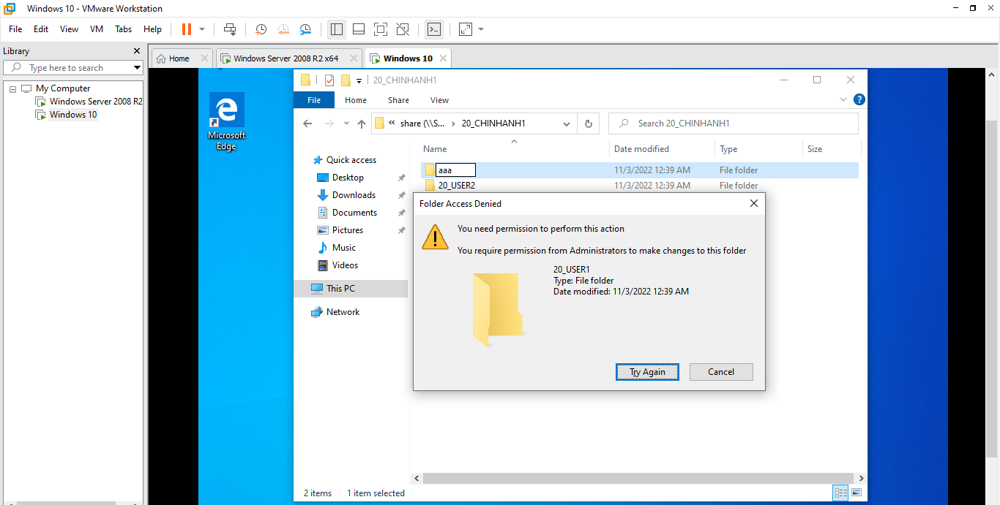 Windows 10 - VMware Workstation
File Edit View VM Tabs Help
Library
Type here to search
My Computer
Windows Server 2008 R2
Windows 10
Home
Windows Server 2008 R2 x64
Windows 10
Microsoft
Edge
20_CHINHANH1
File Home Share View
« share (\\S... › 20_CHINHANH1
Search 20_CHINHANH1
Quick access
Desktop
Downloads
Documents
Pictures
Music
Videos
This PC
Network
Name Date modified Type Size
aaa 11/3/2022 12:39 AM File folder
20_USER2 11/3/2022 12:39 AM File folder
Folder Access Denied
You need permission to perform this action
You require permission from Administrators to make changes to this folder
20_USER1
Type: File folder
Date modified: 11/3/2022 12:39 AM
Try Again Cancel
2 items 1 item selected